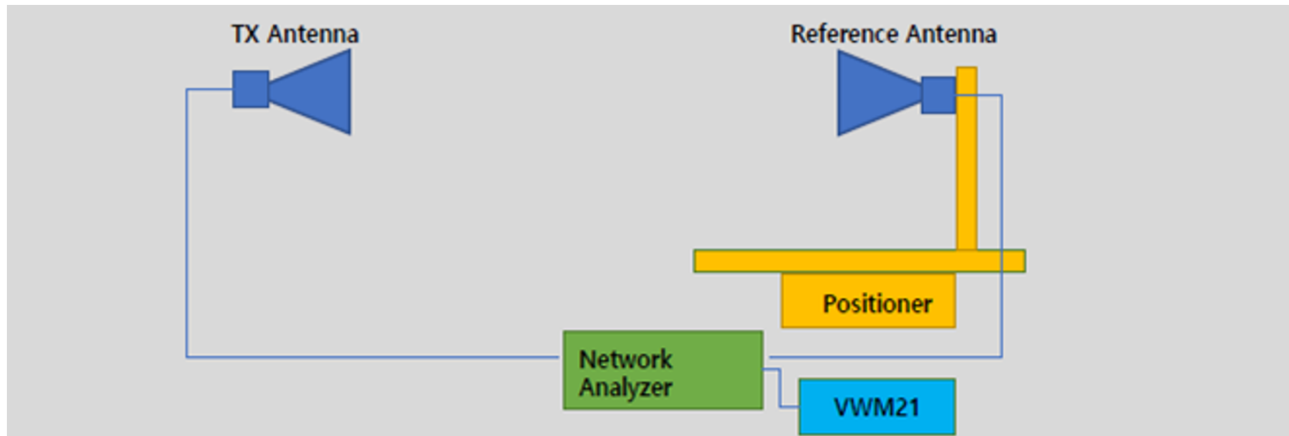 TX Antenna
Reference Antenna
Positioner
Network
Analyzer
VWM21